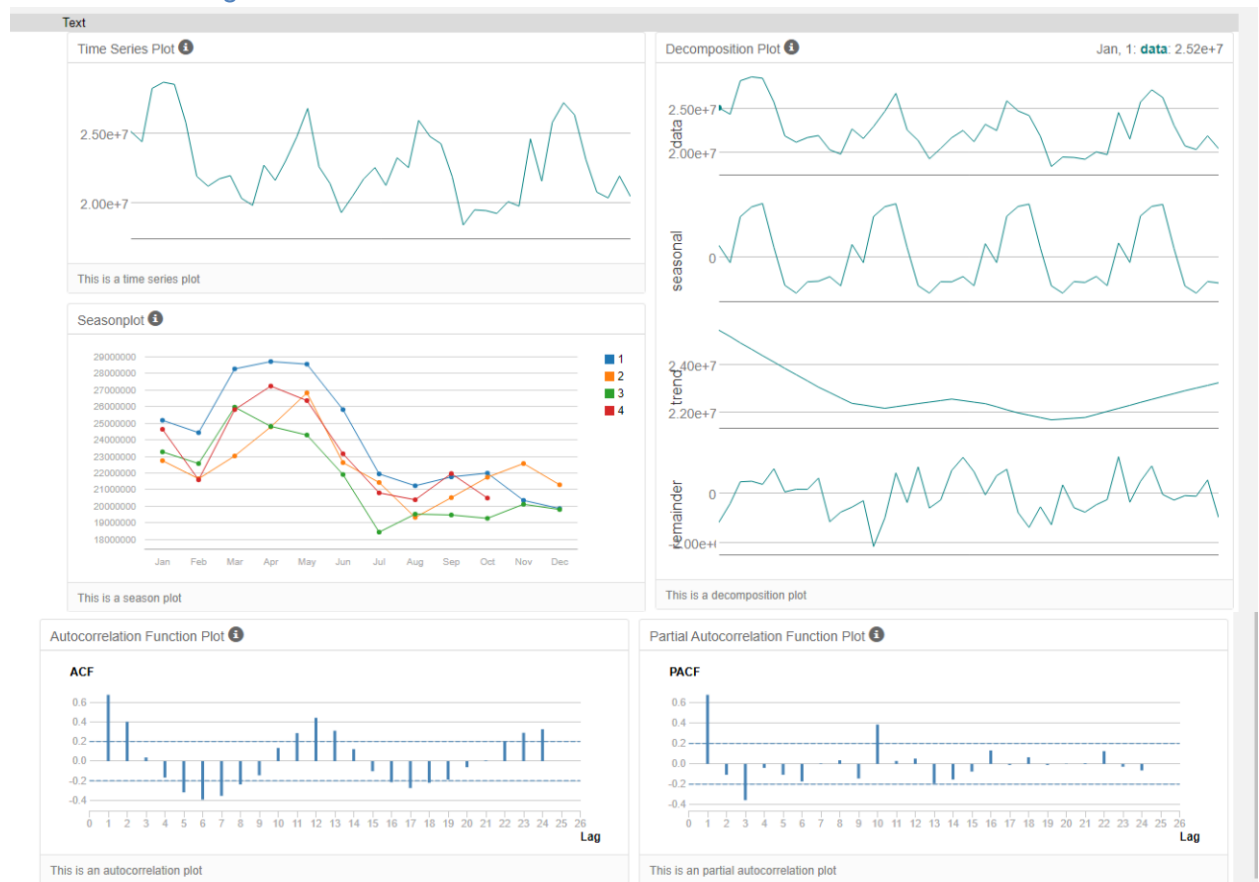 Text
Time Series Plot
2.50e+7
2.00e+7
This is a time series plot
Decomposition Plot
Jan, 1: data: 2.52e+7
data
2.50e+7
2.00e+7
seasonal
0
trend
2.40e+7
2.20e+7
remainder
0
This is a decomposition plot
Seasonplot
29000000
28000000
27000000
26000000
25000000
24000000
23000000
22000000
21000000
20000000
19000000
18000000
Jan Feb Mar Apr May Jun Jul Aug Sep Oct Nov Dec
1
2
3
4
This is a season plot
Autocorrelation Function Plot
ACF
0.6
0.4
0.2
0.0
-0.2
-0.4
0 1 2 3 4 5 6 7 8 9 10 11 12 13 14 15 16 17 18 19 20 21 22 23 24 25 26
Lag
This is an autocorrelation plot
Partial Autocorrelation Function Plot
PACF
0.6
0.4
0.2
0.0
-0.2
-0.4
0 1 2 3 4 5 6 7 8 9 10 11 12 13 14 15 16 17 18 19 20 21 22 23 24 25 26
Lag
This is an partial autocorrelation plot